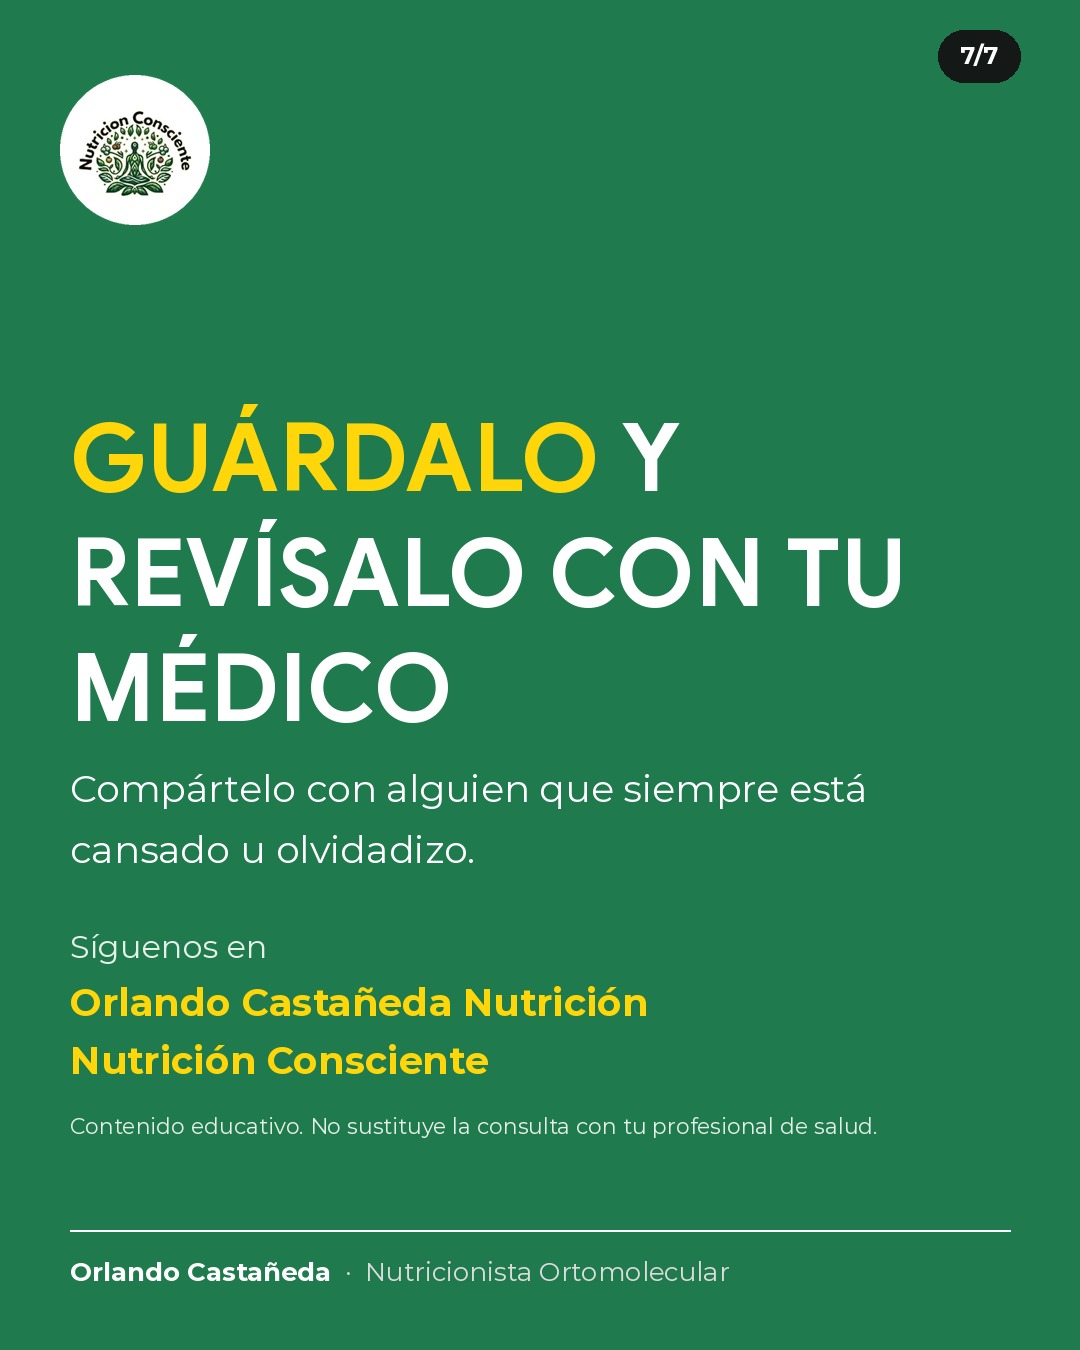 7/7
Nutricion Consciente
GUÁRDALO Y
REVÍSALO CON TU
MÉDICO
Compártelo con alguien que siempre está
cansado u olvidadizo.
Síguenos en
Orlando Castañeda Nutrición
Nutrición Consciente
Contenido educativo. No sustituye la consulta con tu profesional de salud.
Orlando Castañeda · Nutricionista Ortomolecular